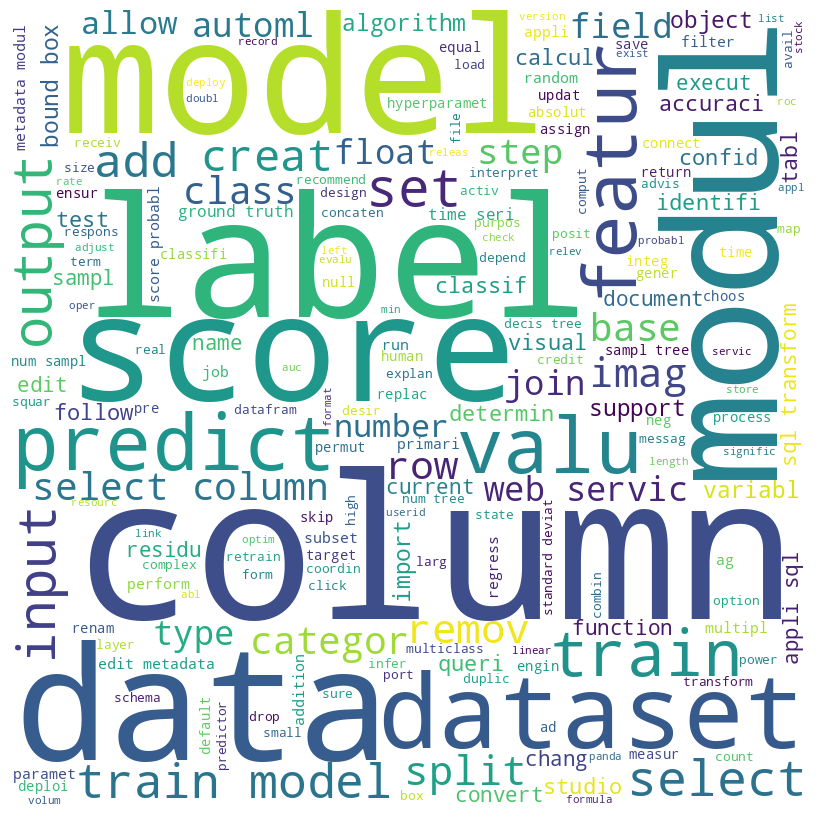 model
label
column
data
score
modul
dataset
predict
valu
featur
train
set
select
train model
input
output
add
creat
class
float
step
allow
automl
algorithm
field
object
bound box
metadata modul
record
version
list
appli
equal
load
calcul
save
exist
filter
avail
stock
deploy
doubl
hyperparamet
random
updat
execut
roc
absolut
assign
accuraci
receiv
file
releas
connect
confid
tabl
size
rate
ensur
recommend
design
activ
interpret
comput
return
advis
appl
identifi
test
respons
adjust
term
sampl
score probabl
ground truth
concaten
time seri
purpos
check
posit
relev
probabl
map
classifi
left
evalu
null
depend
classif
integ
gener
time
oper
min
document
choos
num sampl
real
name
decis tree
visual
base
sampl tree
servic
sql transform
edit
squar
job
auc
human
run
explan
credit
imag
store
follow
pre
datafram
format
desir
replac
join
support
neg
process
number
permut
primari
determin
messag
signific
length
row
current
num tree
web servic
variabl
select column
resourc
skip
high
userid
state
standard deviat
link
optim
subset
residu
retrain
target
complex
form
coordin
import
larg
regress
combin
ag
option
perform
abl
click
renam
type
categor
remov
function
multipl
appli sql
layer
edit metadata
multiclass
linear
infer
queri
engin
power
port
duplic
transform
schema
default
predictor
drop
addition
sure
small
ad
panda
chang
measur
count
paramet
deploi
volum
split
convert
box
studio
formula